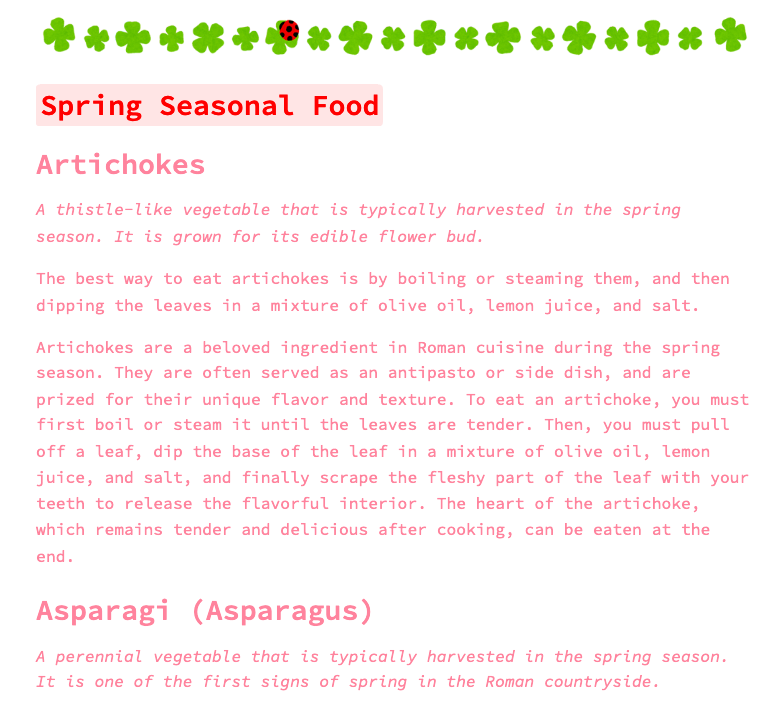 Spring Seasonal Food
Artichokes
A thistle-like vegetable that is typically harvested in the spring
season. It is grown for its edible flower bud.
The best way to eat artichokes is by boiling or steaming them, and then
dipping the leaves in a mixture of olive oil, lemon juice, and salt.
Artichokes are a beloved ingredient in Roman cuisine during the spring
season. They are often served as an antipasto or side dish, and are
prized for their unique flavor and texture. To eat an artichoke, you must
first boil or steam it until the leaves are tender. Then, you must pull
off a leaf, dip the base of the leaf in a mixture of olive oil, lemon
juice, and salt, and finally scrape the fleshy part of the leaf with your
teeth to release the flavorful interior. The heart of the artichoke,
which remains tender and delicious after cooking, can be eaten at the
end.
Asparagi (Asparagus)
A perennial vegetable that is typically harvested in the spring season.
It is one of the first signs of spring in the Roman countryside.